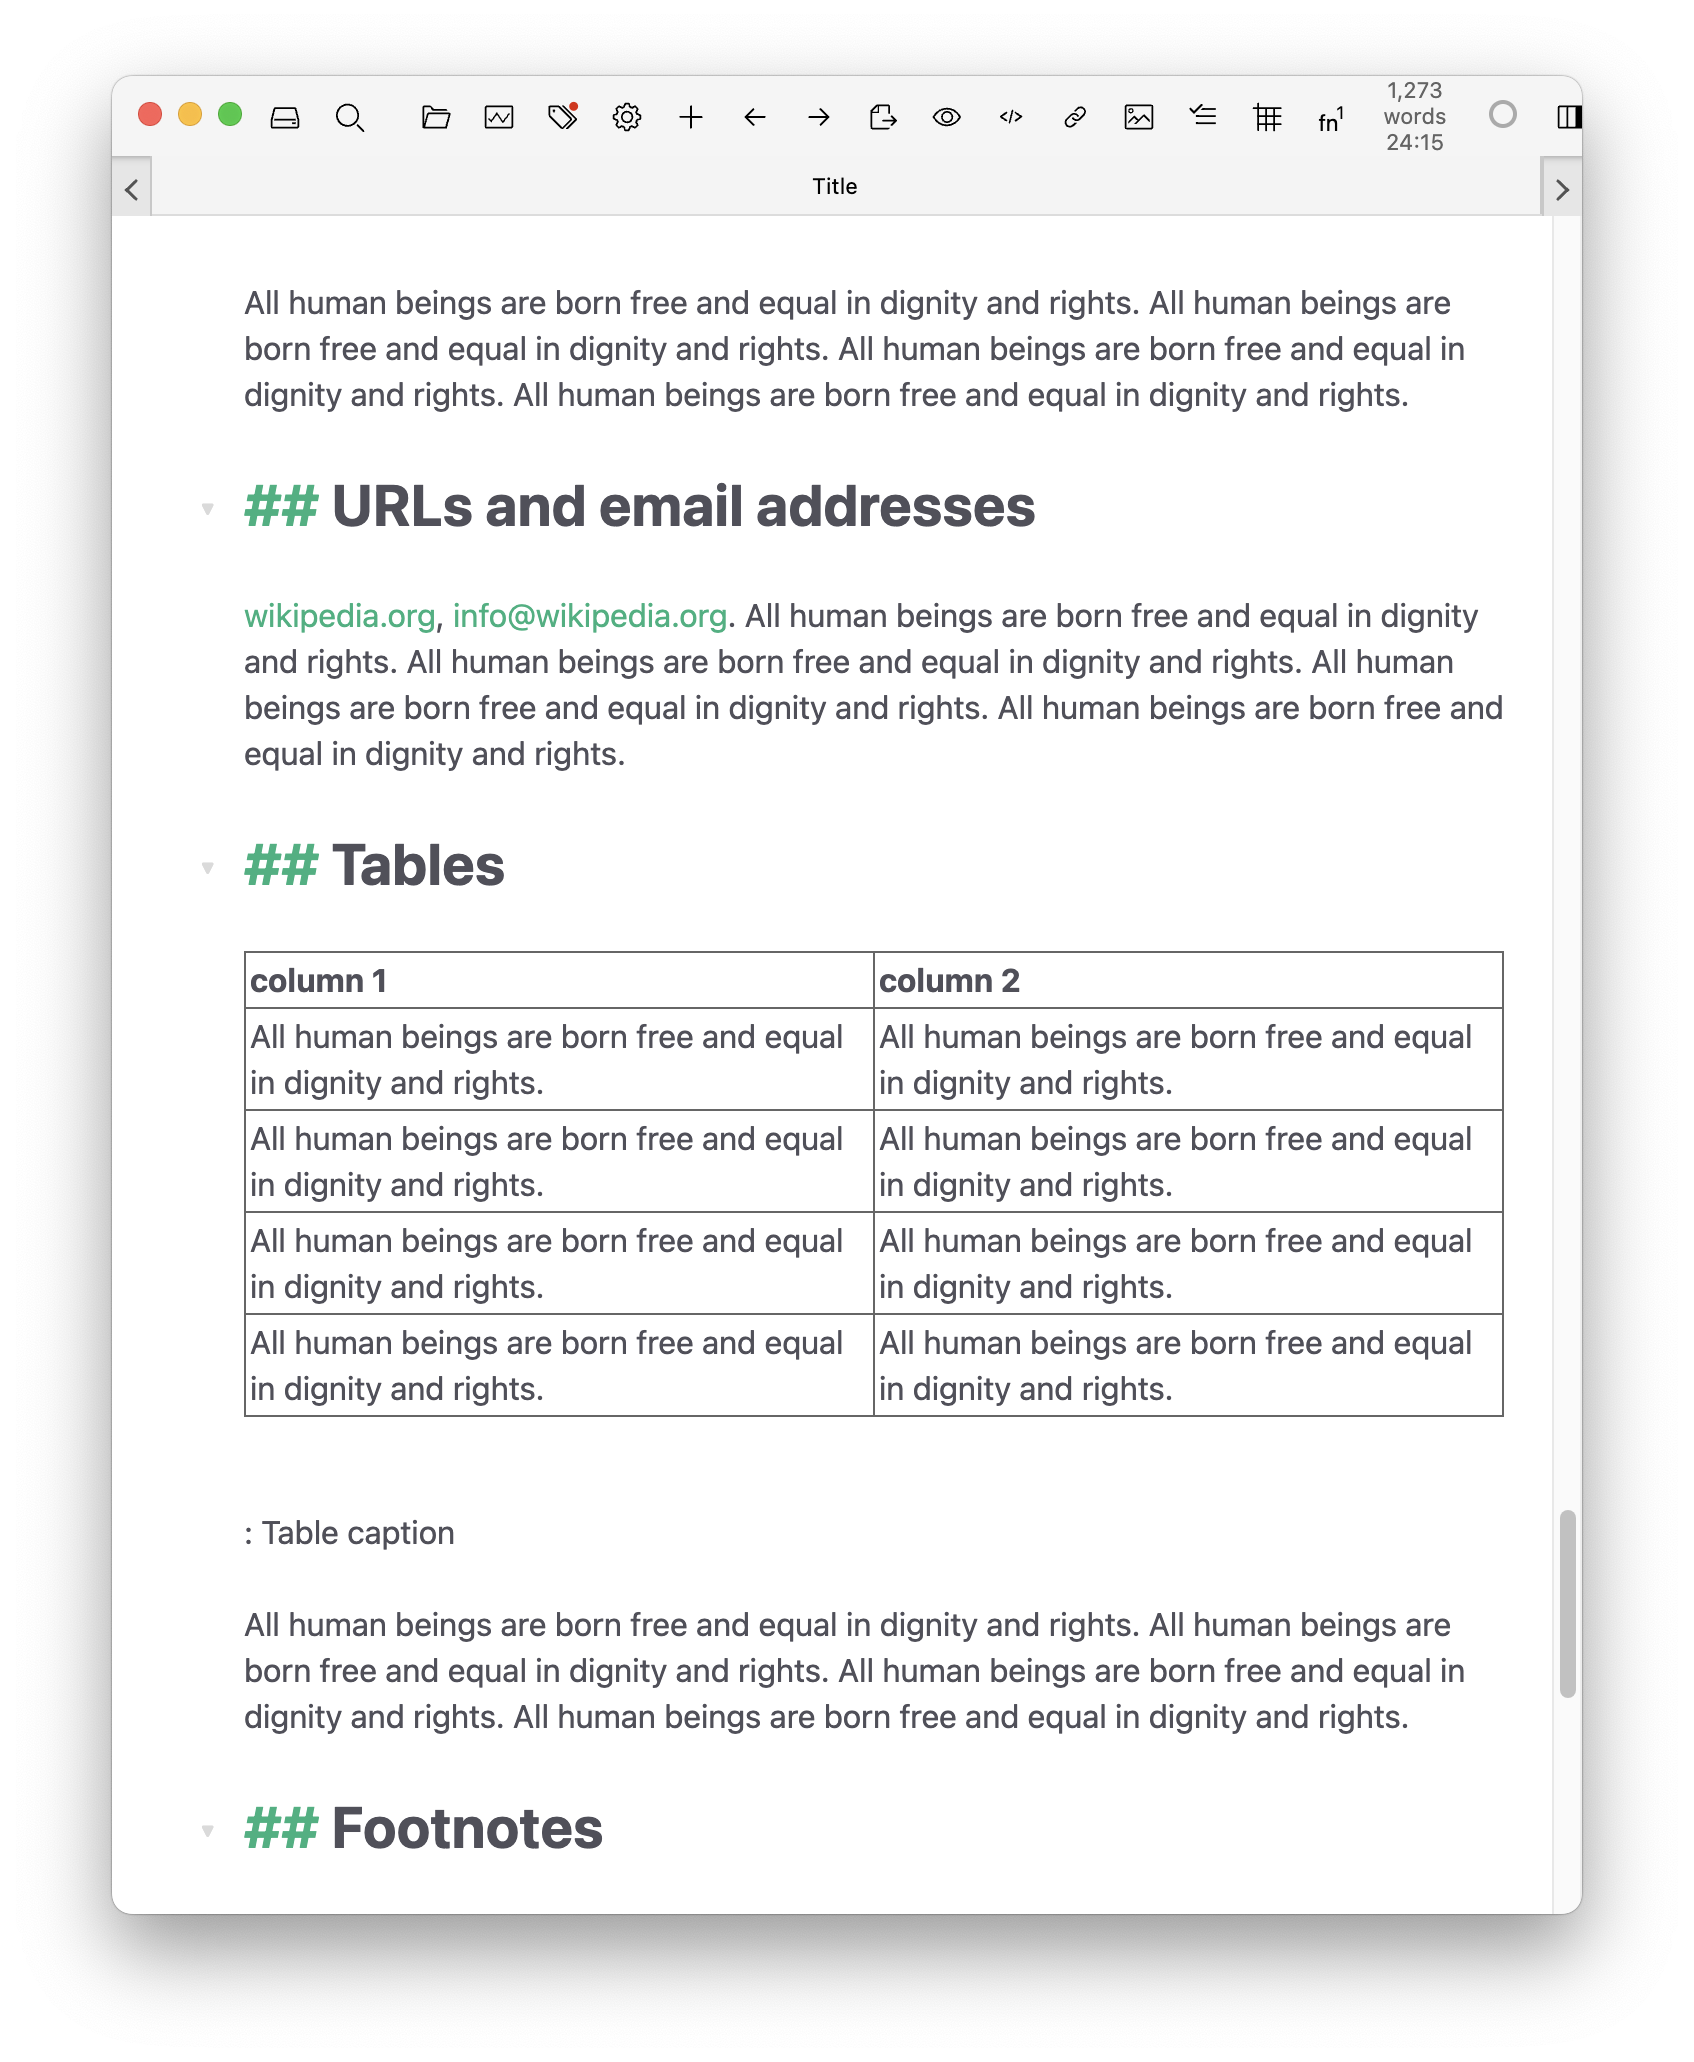 1,273
words
24:15
</>
fn1
Title
All human beings are born free and equal in dignity and rights. All human beings are
born free and equal in dignity and rights. All human beings are born free and equal in
dignity and rights. All human beings are born free and equal in dignity and rights.
## URLs and email addresses
wikipedia.org, info@wikipedia.org. All human beings are born free and equal in dignity
and rights. All human beings are born free and equal in dignity and rights. All human
beings are born free and equal in dignity and rights. All human beings are born free and
equal in dignity and rights.
## Tables
column 1 column 2
All human beings are born free and equal
in dignity and rights.
All human beings are born free and equal
in dignity and rights.
All human beings are born free and equal
in dignity and rights.
All human beings are born free and equal
in dignity and rights.
All human beings are born free and equal
in dignity and rights.
All human beings are born free and equal
in dignity and rights.
All human beings are born free and equal
in dignity and rights.
All human beings are born free and equal
in dignity and rights.
: Table caption
All human beings are born free and equal in dignity and rights. All human beings are
born free and equal in dignity and rights. All human beings are born free and equal in
dignity and rights. All human beings are born free and equal in dignity and rights.
## Footnotes